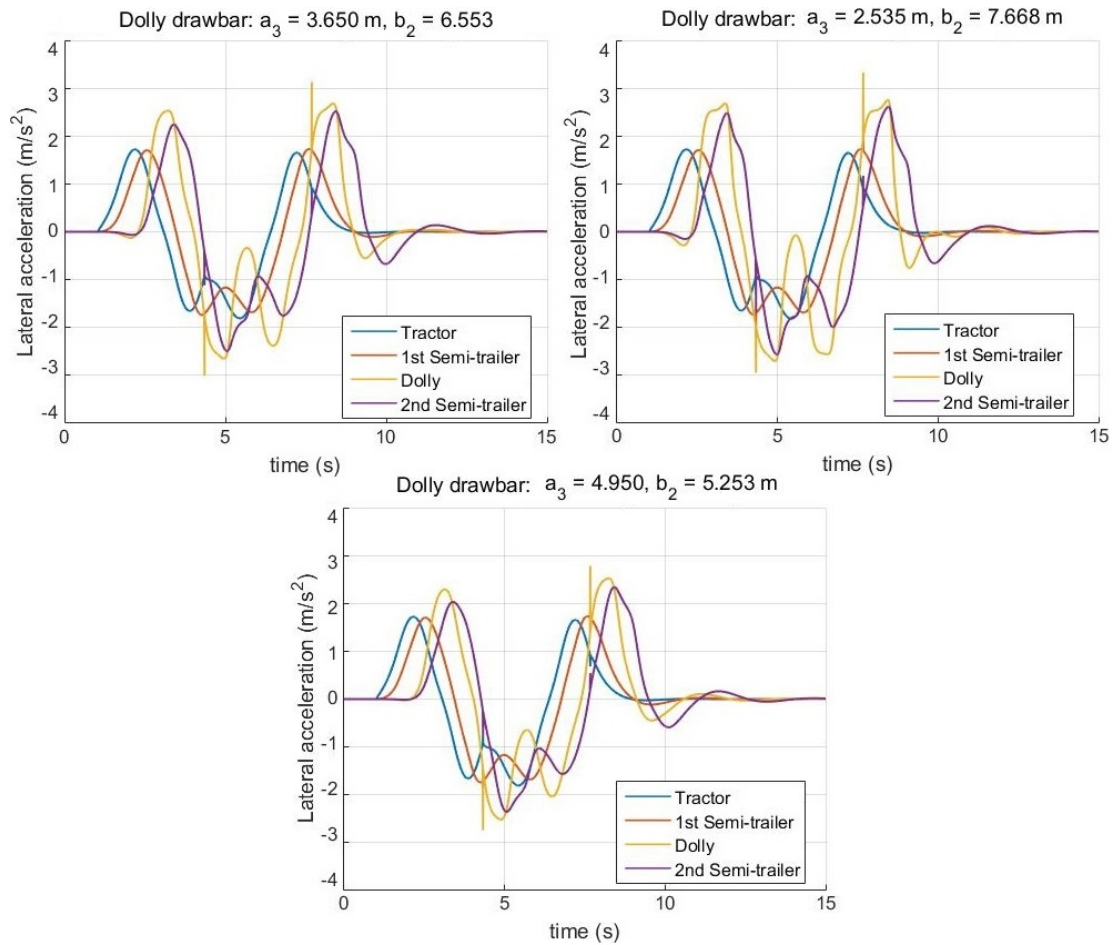 Dolly drawbar: a3 = 3.650 m, b2 = 6.553
4
3
2
1
0
-1
-2
-3
-4
Lateral acceleration (m/s2)
Tractor
1st Semi-trailer
Dolly
2nd Semi-trailer
0 5 10 15
time (s)
Dolly drawbar: a3 = 2.535 m, b2 = 7.668 m
4
3
2
1
0
-1
-2
-3
-4
Lateral acceleration (m/s2)
Tractor
1st Semi-trailer
Dolly
2nd Semi-trailer
0 5 10 15
time (s)
Dolly drawbar: a3 = 4.950, b2 = 5.253 m
4
3
2
1
0
-1
-2
-3
-4
Lateral acceleration (m/s2)
Tractor
1st Semi-trailer
Dolly
2nd Semi-trailer
0 5 10 15
time (s)